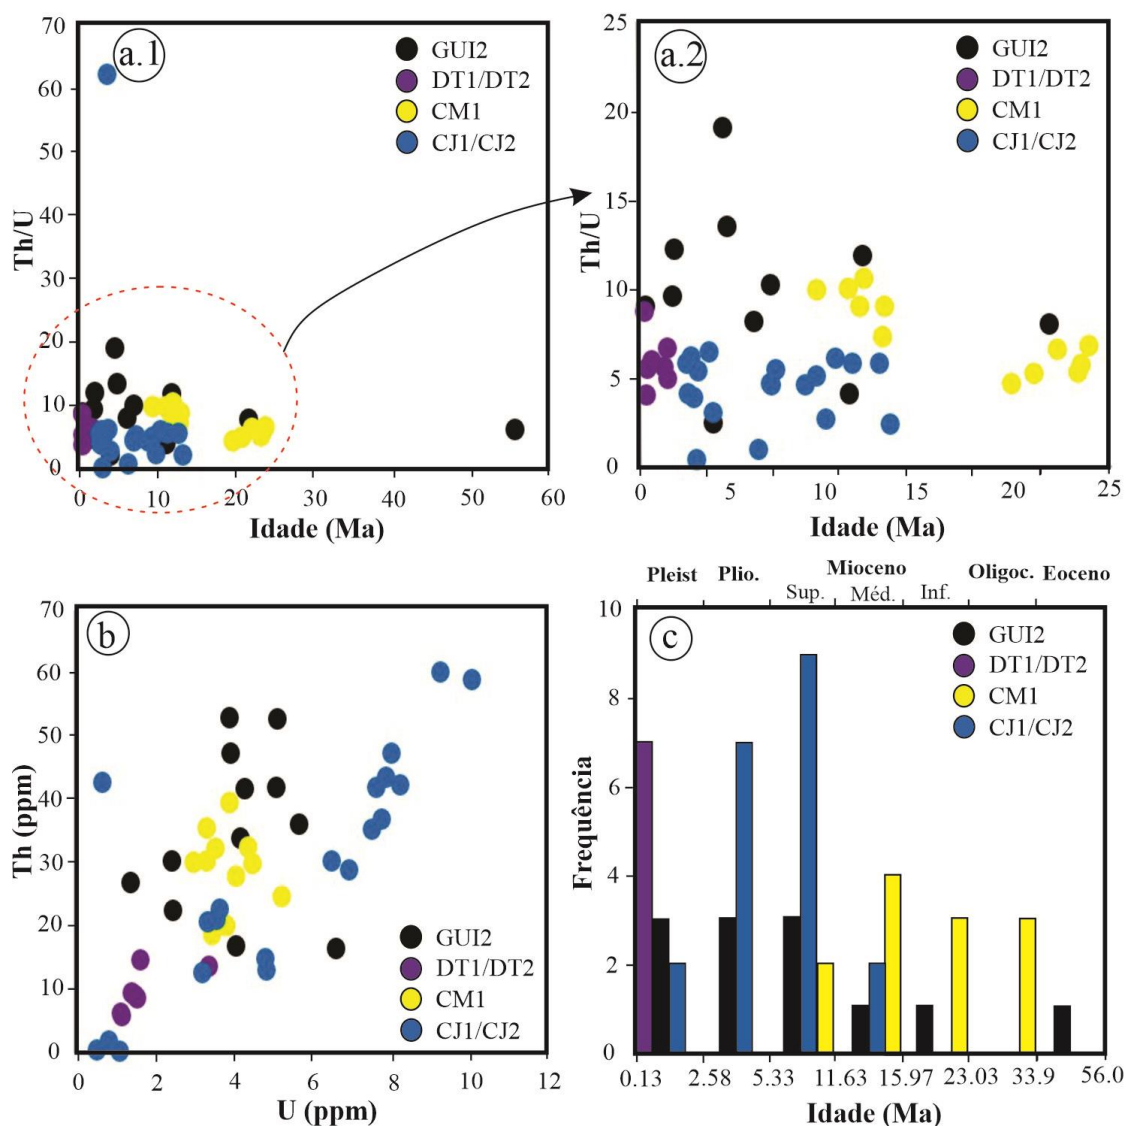 a.1
70
60
50
40
30
20
10
0
Th/U
GUI2
DT1/DT2
CM1
CJ1/CJ2
0 10 20 30 40 50 60
Idade (Ma)
a.2
25
20
15
10
5
0
Th/U
GUI2
DT1/DT2
CM1
CJ1/CJ2
0 5 10 15 20 25
Idade (Ma)
b
70
60
50
40
30
20
10
0
Th (ppm)
GUI2
DT1/DT2
CM1
CJ1/CJ2
0 2 4 6 8 10 12
U (ppm)
Pleist Plio. Mioceno Oligoc. Eoceno
Sup. Méd. Inf.
c
10
8
6
4
2
0
Frequência
GUI2
DT1/DT2
CM1
CJ1/CJ2
0.13 2.58 5.33 11.63 15.97 23.03 33.9 56.0
Idade (Ma)